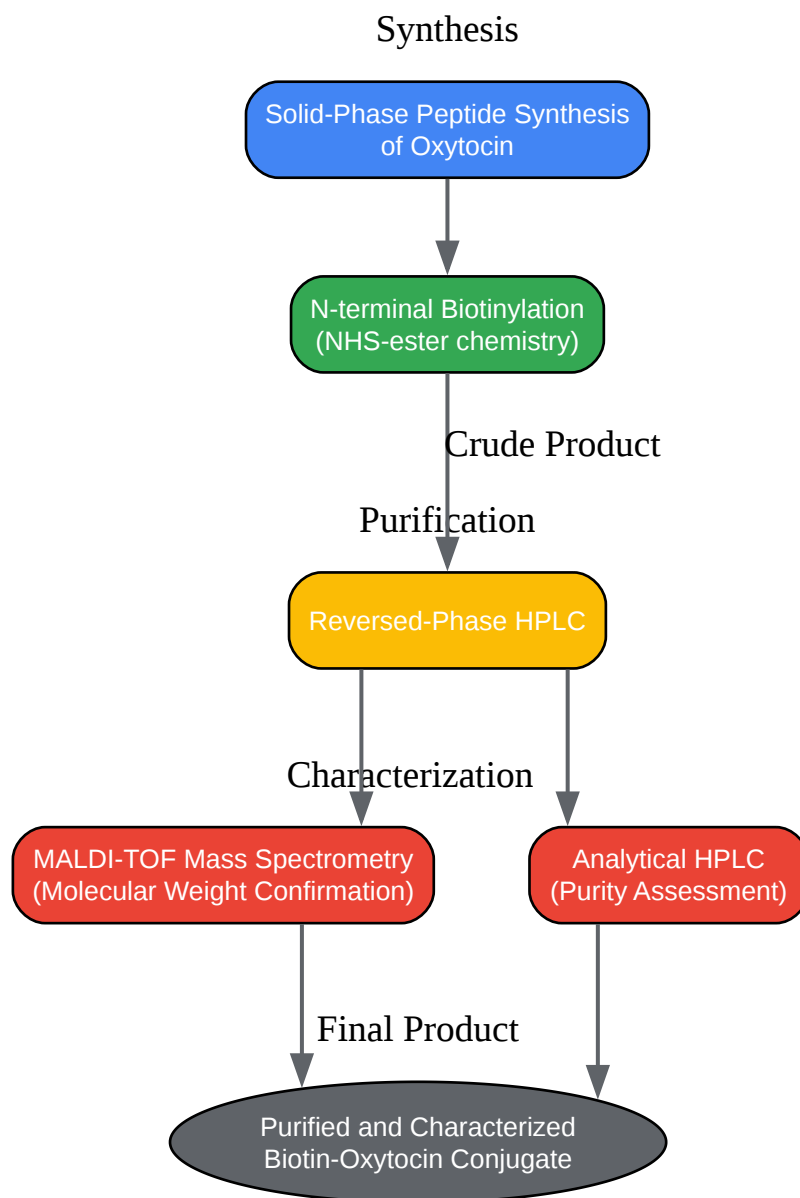 Synthesis
Solid-Phase Peptide Synthesis
of Oxytocin
N-terminal Biotinylation
(NHS-ester chemistry)
Crude Product
Purification
Reversed-Phase HPLC
Characterization
MALDI-TOF Mass Spectrometry
(Molecular Weight Confirmation)
Analytical HPLC
(Purity Assessment)
Final Product
Purified and Characterized
Biotin-Oxytocin Conjugate